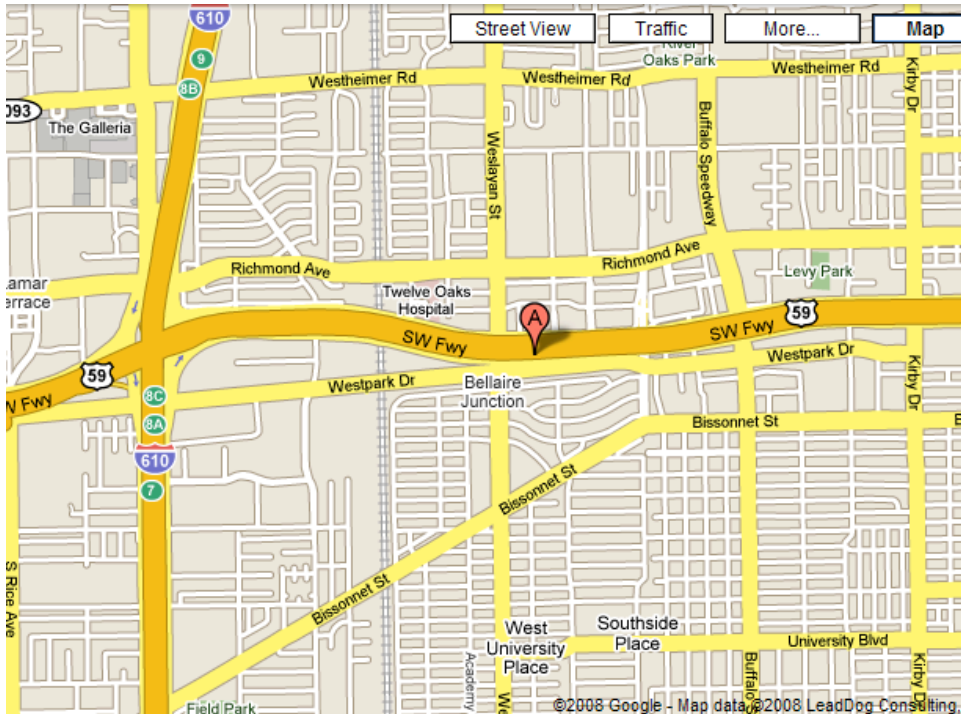 610
Street View
Traffic
More...
Map
9
8B
Westheimer Rd
Westheimer Rd
River
Oaks Park
Westheimer Rd
Kirby Dr
093
The Galleria
Weslayan St
Buffalo Speedway
Richmond Ave
Richmond Ave
Levy Park
Lamar
Terrace
Twelve Oaks
Hospital
A
59
SW Fwy
SW Fwy
59
W Fwy
Westpark Dr
Westpark Dr
Bellaire
Junction
Kirby Dr
8C
8A
610
7
Bissonnet St
Bissonnet St
Bissonnet St
S Rice Ave
West
University
Place
Southside
Place
University Blvd
Academy
We
Buffalo S
Kirby D
Field Park
©2008 Google - Map data ©2008 LeadDog Consulting,